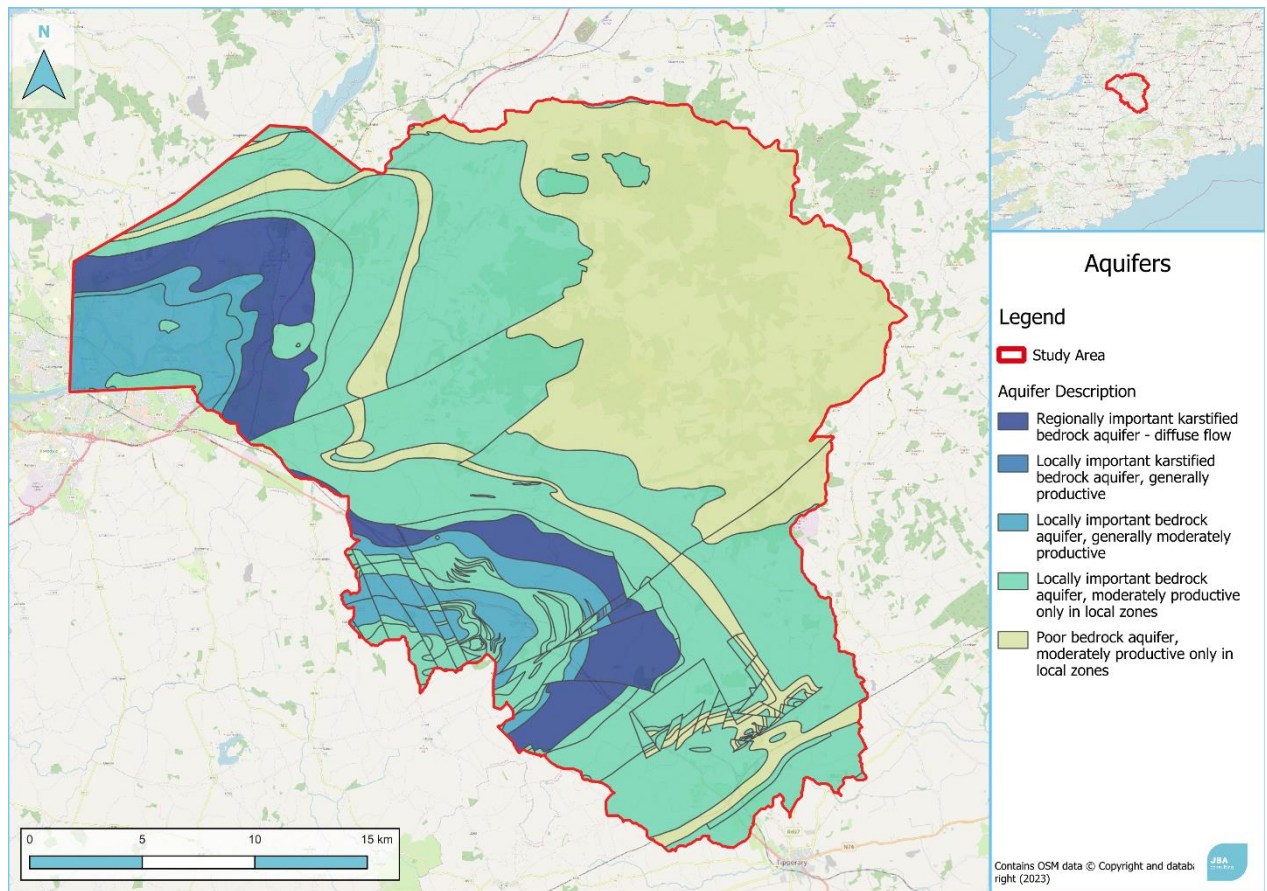 N
Aquifers
Legend
Study Area
Aquifer Description
Regionally important karstified
bedrock aquifer - diffuse flow
Locally important karstified
bedrock aquifer, generally
productive
Locally important bedrock
aquifer, generally moderately
productive
Locally important bedrock
aquifer, moderately productive
only in local zones
Poor bedrock aquifer,
moderately productive only in
local zones
0 5 10 15 km
Tipperary
Contains OSM data © Copyright and databa
right (2023)
JBA
consulting